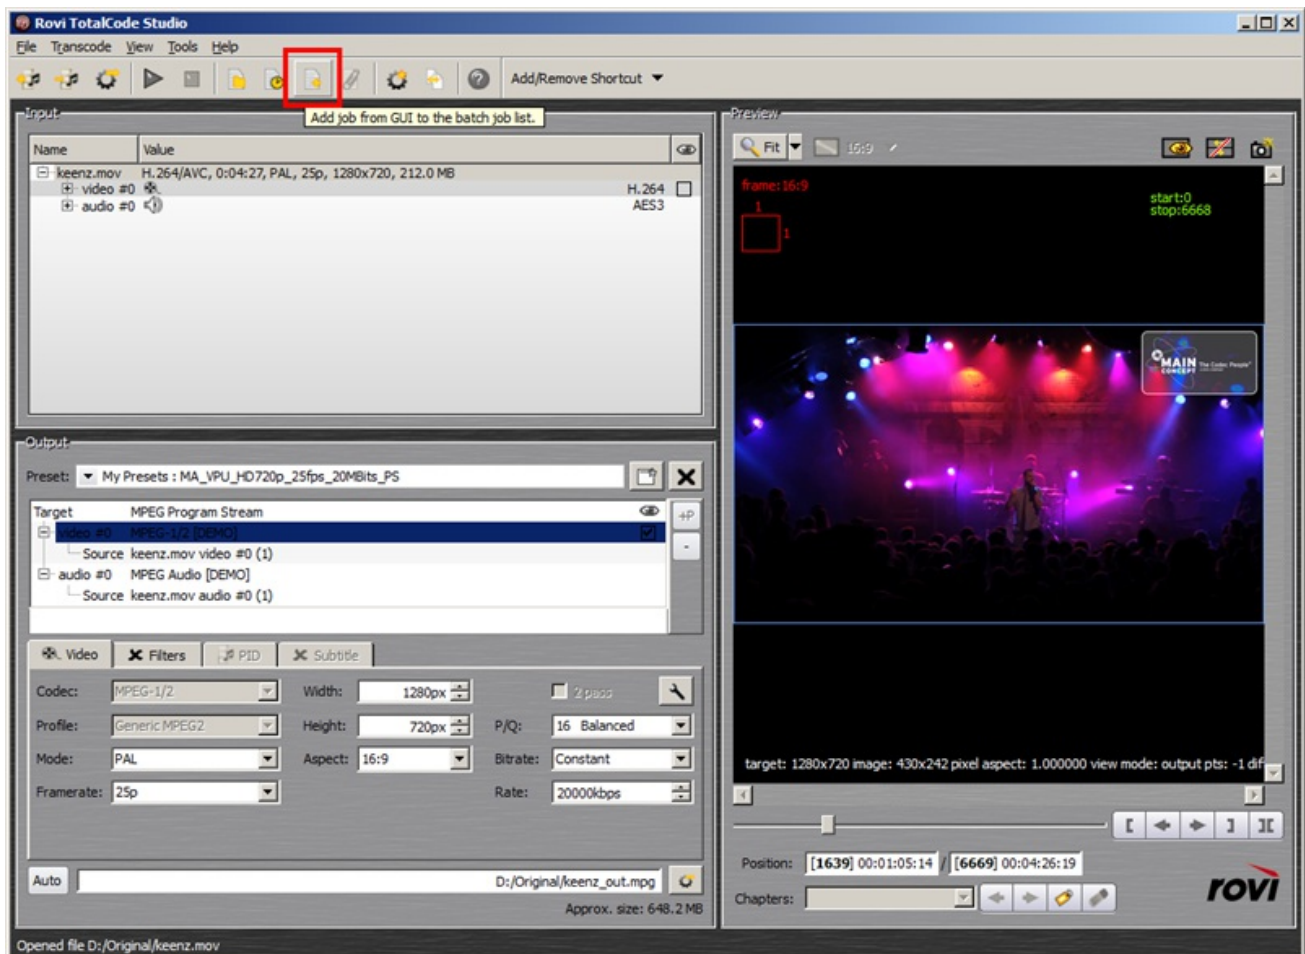 Rovi TotalCode Studio
File Transcode View Tools Help
Add/Remove Shortcut
Add job from GUI to the batch job list.
Input
Name Value
keenz.mov H.264/AVC, 0:04:27, PAL, 25p, 1280x720, 212.0 MB
video #0 H.264
audio #0 AES3
Output
Preset: My Presets : MA_VPU_HD720p_25fps_20MBits_PS
Target MPEG Program Stream
+P
video #0 MPEG-1/2 [DEMO]
-
Source keenz.mov video #0 (1)
audio #0 MPEG Audio [DEMO]
Source keenz.mov audio #0 (1)
Video Filters PID Subtitle
Codec: MPEG-1/2 Width: 1280px 2 pass
Profile: Generic MPEG2 Height: 720px P/Q: 16 Balanced
Mode: PAL Aspect: 16:9 Bitrate: Constant
Framerate: 25p Rate: 20000kbps
Auto D:/Original/keenz_out.mpg
Approx. size: 648.2 MB
Opened file D:/Original/keenz.mov
Preview
Fit 16:9
frame:16:9
1
1
start:0
stop:6668
MAIN CONCEPT The Codec People
target: 1280x720 image: 430x242 pixel aspect: 1.000000 view mode: output pts: -1 dif
[ ] ][
Position: [1639] 00:01:05:14 / [6669] 00:04:26:19
Chapters:
rovi